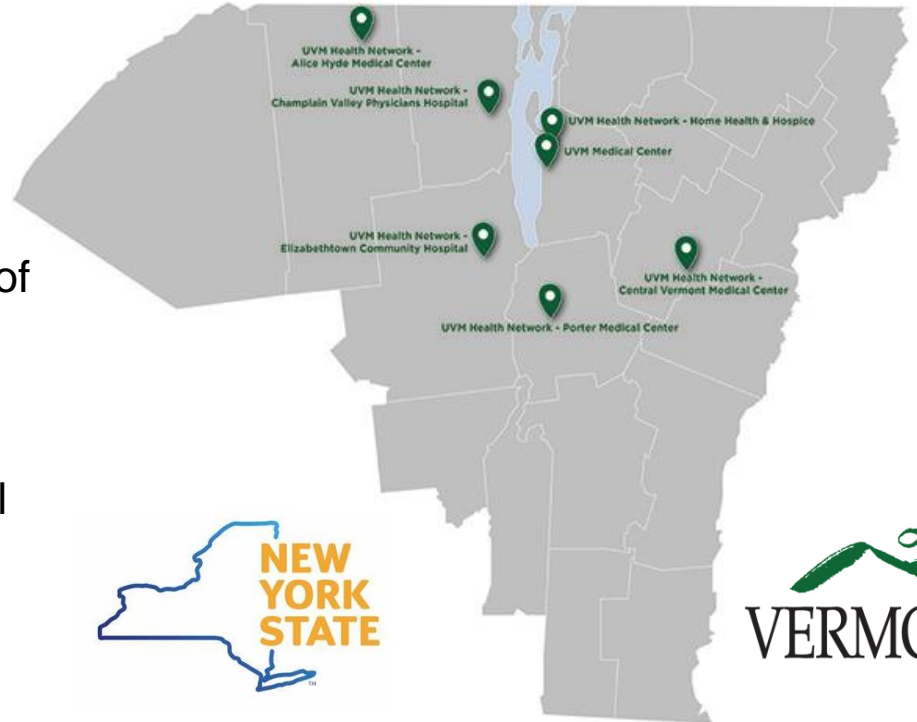 UVM Health Network -
Alice Hyde Medical Center
UVM Health Network -
Champlain Valley Physicians Hospital
UVM Health Network - Home Health & Hospice
UVM Medical Center
UVM Health Network -
Elizabethtown Community Hospital
of
UVM Health Network -
Central Vermont Medical Center
UVM Health Network - Porter Medical Center
l
NEW
YORK
STATE
TM
VERMO